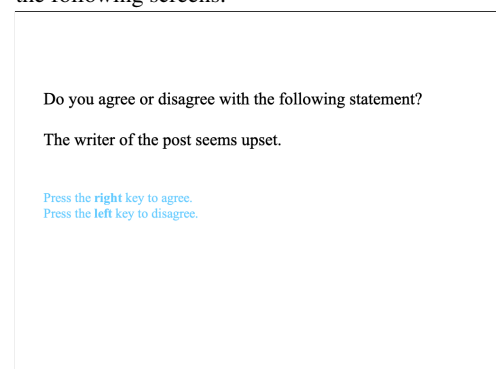 the following screens.
Do you agree or disagree with the following statement?
The writer of the post seems upset.
Press the right key to agree.
Press the left key to disagree.